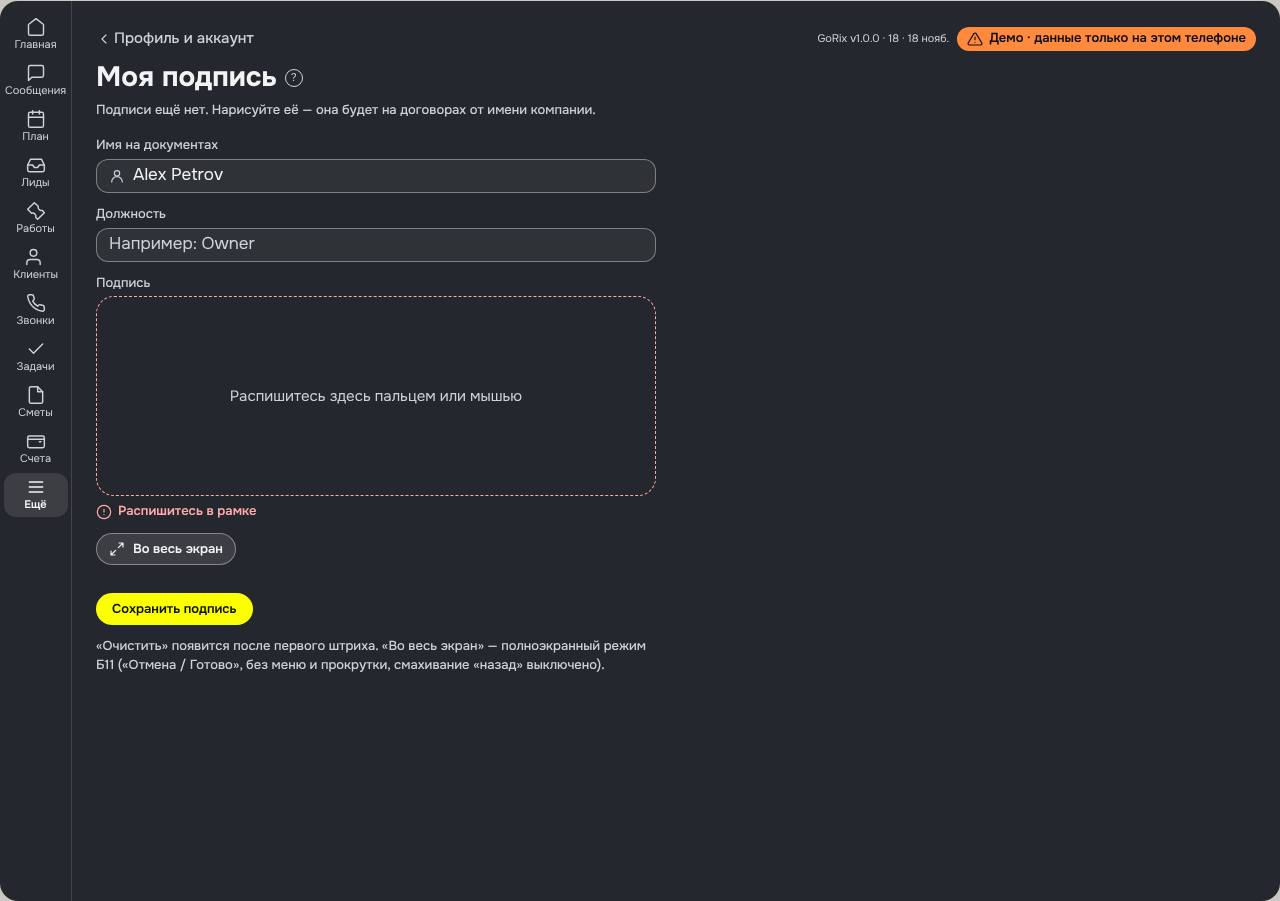 Главная
Сообщения
План
Лиды
Работы
Клиенты
Звонки
Задачи
Сметы
Счета
Ещё
Профиль и аккаунт
GoRix v1.0.0 · 18 · 18 нояб.
Демо · данные только на этом телефоне
Моя подпись ?
Подписи ещё нет. Нарисуйте её — она будет на договорах от имени компании.
Имя на документах
Alex Petrov
Должность
Например: Owner
Подпись
Распишитесь здесь пальцем или мышью
Распишитесь в рамке
Во весь экран
Сохранить подпись
«Очистить» появится после первого штриха. «Во весь экран» — полноэкранный режим
Б11 («Отмена / Готово», без меню и прокрутки, смахивание «назад» выключено).